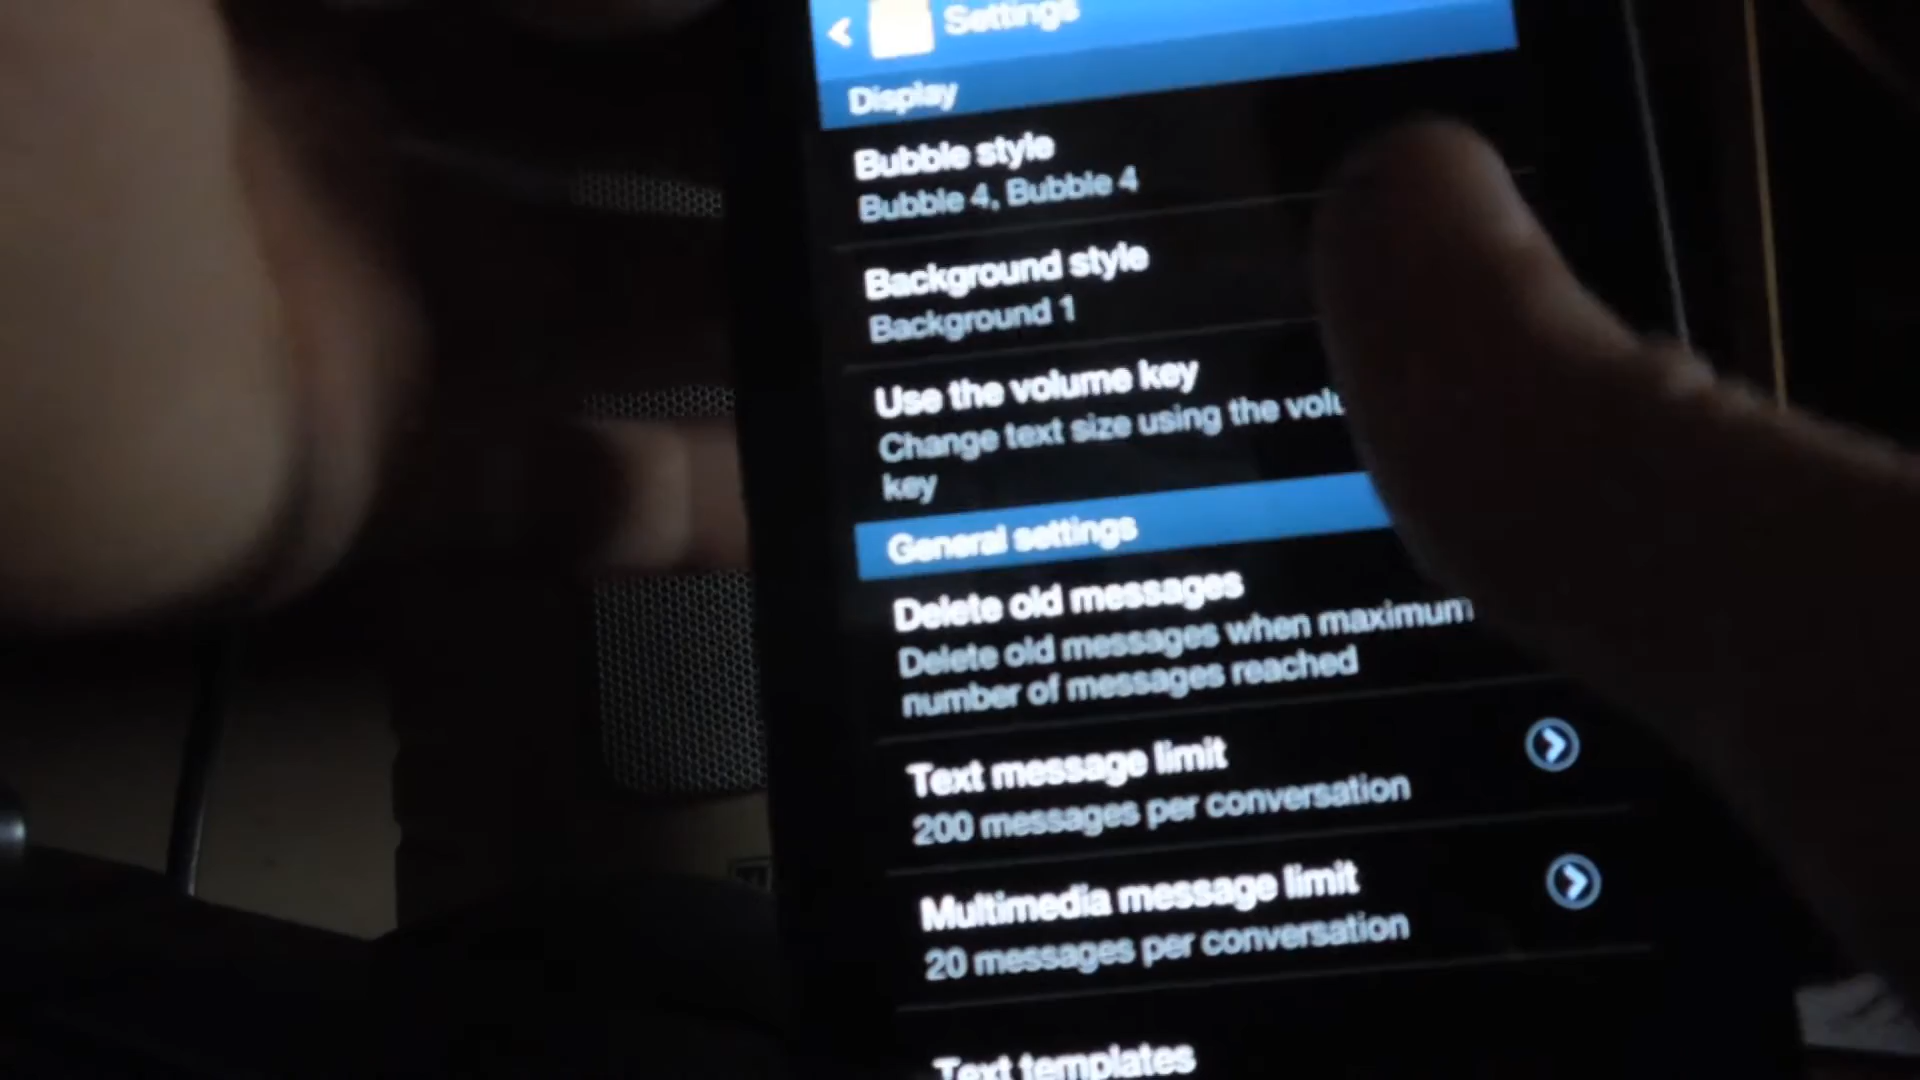 Settings
Display
Bubble style
Bubble 4, Bubble 4
Background style
Background 1
Use the volume key
Change text size using the
key
General settings
Delete old messages
Delete old messages when maximum
number of messages reached
Text message limit
200 messages per conversation
Multimedia message limit
20 messages per conversation
Text templates